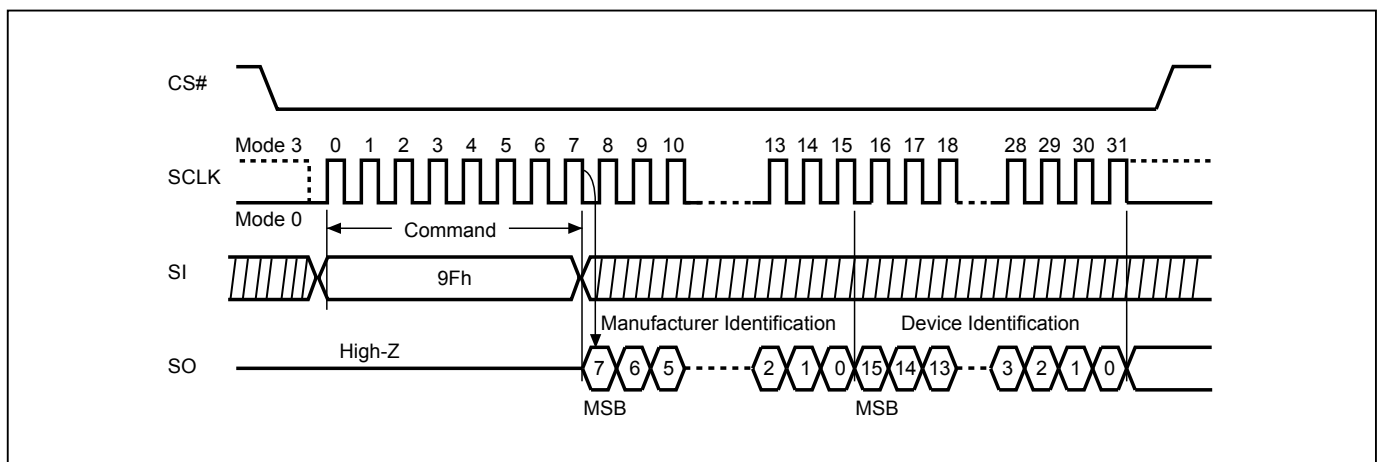 CS#
Mode 3 0 1 2 3 4 5 6 7 8 9 10 13 14 15 16 17 18 28 29 30 31
SCLK
Mode 0
Command
SI
9Fh
Manufacturer Identification Device Identification
High-Z
SO 7 6 5 2 1 0 15 14 13 3 2 1 0
MSB MSB